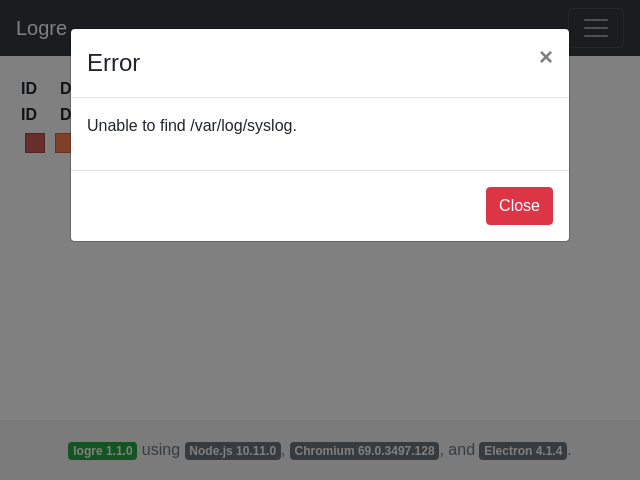 Logre
Error
×
ID D
ID D
Unable to find /var/log/syslog.
Close
logre 1.1.0 using Node.js 10.11.0, Chromium 69.0.3497.128, and Electron 4.1.4.